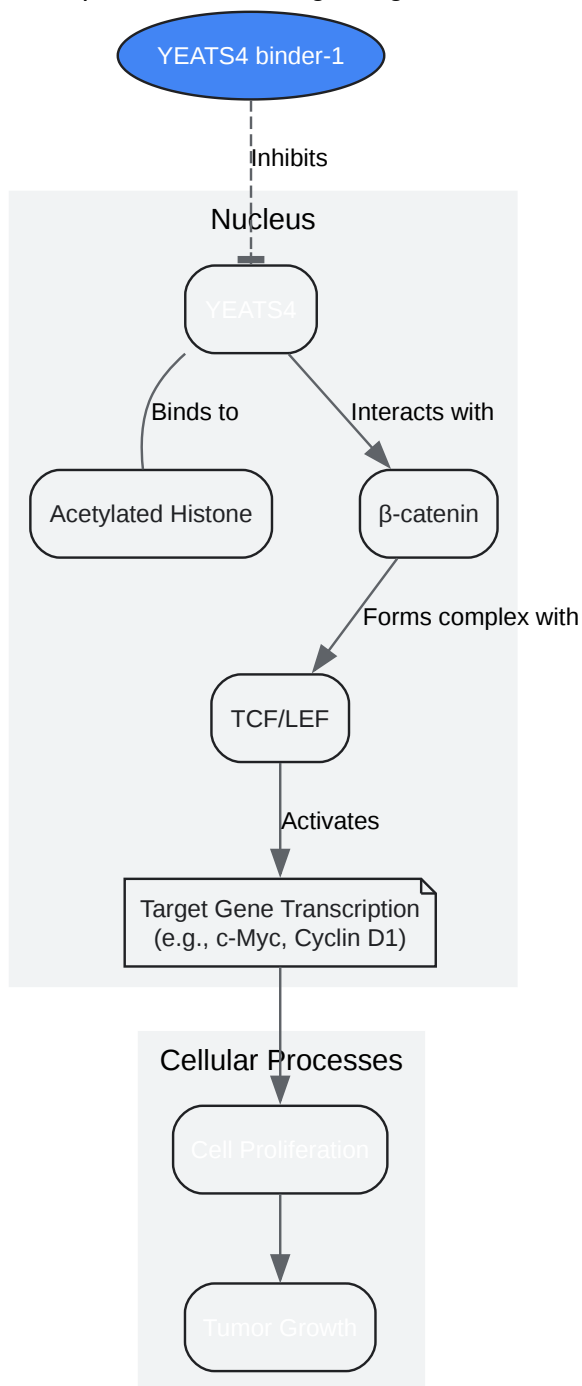 YEATS4 binder-1
Inhibits
Nucleus
YEATS4
Binds to
Interacts with
Acetylated Histone
β-catenin
Forms complex with
TCF/LEF
Activates
Target Gene Transcription
(e.g., c-Myc, Cyclin D1)
Cellular Processes
Cell Proliferation
Tumor Growth